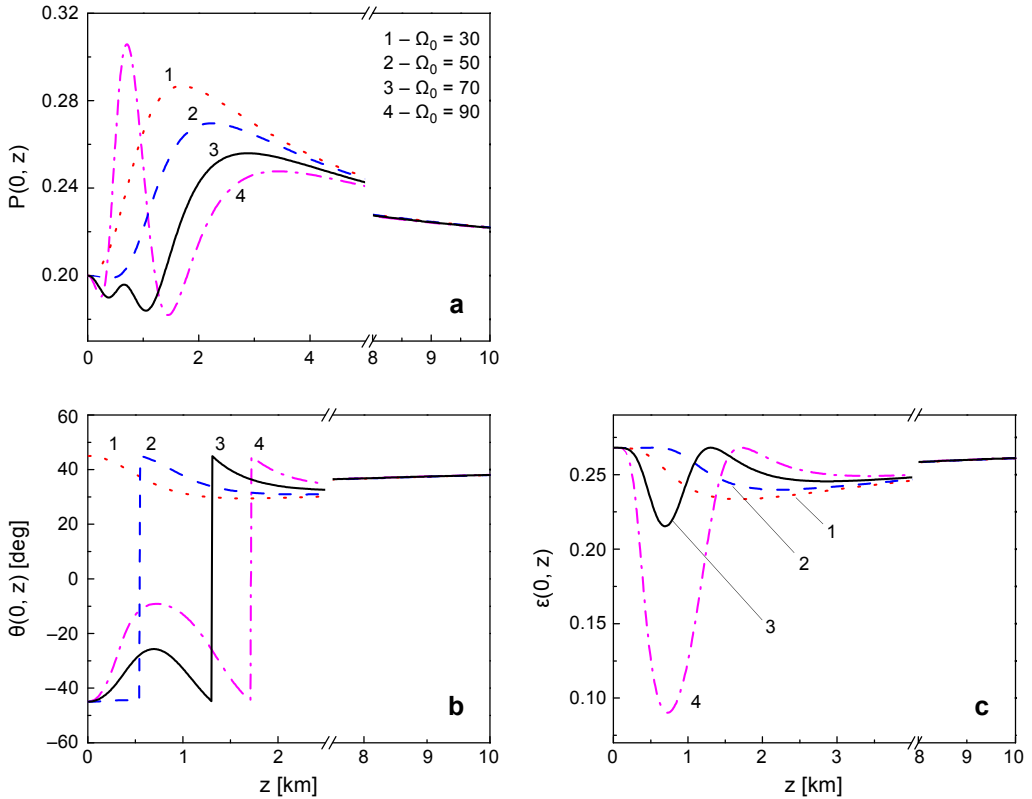 0.32
0.28
0.24
0.20
P(0, z)
1 – Ω₀ = 30
2 – Ω₀ = 50
3 – Ω₀ = 70
4 – Ω₀ = 90
1
2
3
4
a
0 2 4 8 9 10
60
40
20
0
–20
–40
–60
θ(0, z) [deg]
1 2 3 4
b
0 1 2 8 9 10
z [km]
0.25
0.20
0.15
0.10
ε(0, z)
1
2
3
4
c
0 1 2 3 8 9 10
z [km]